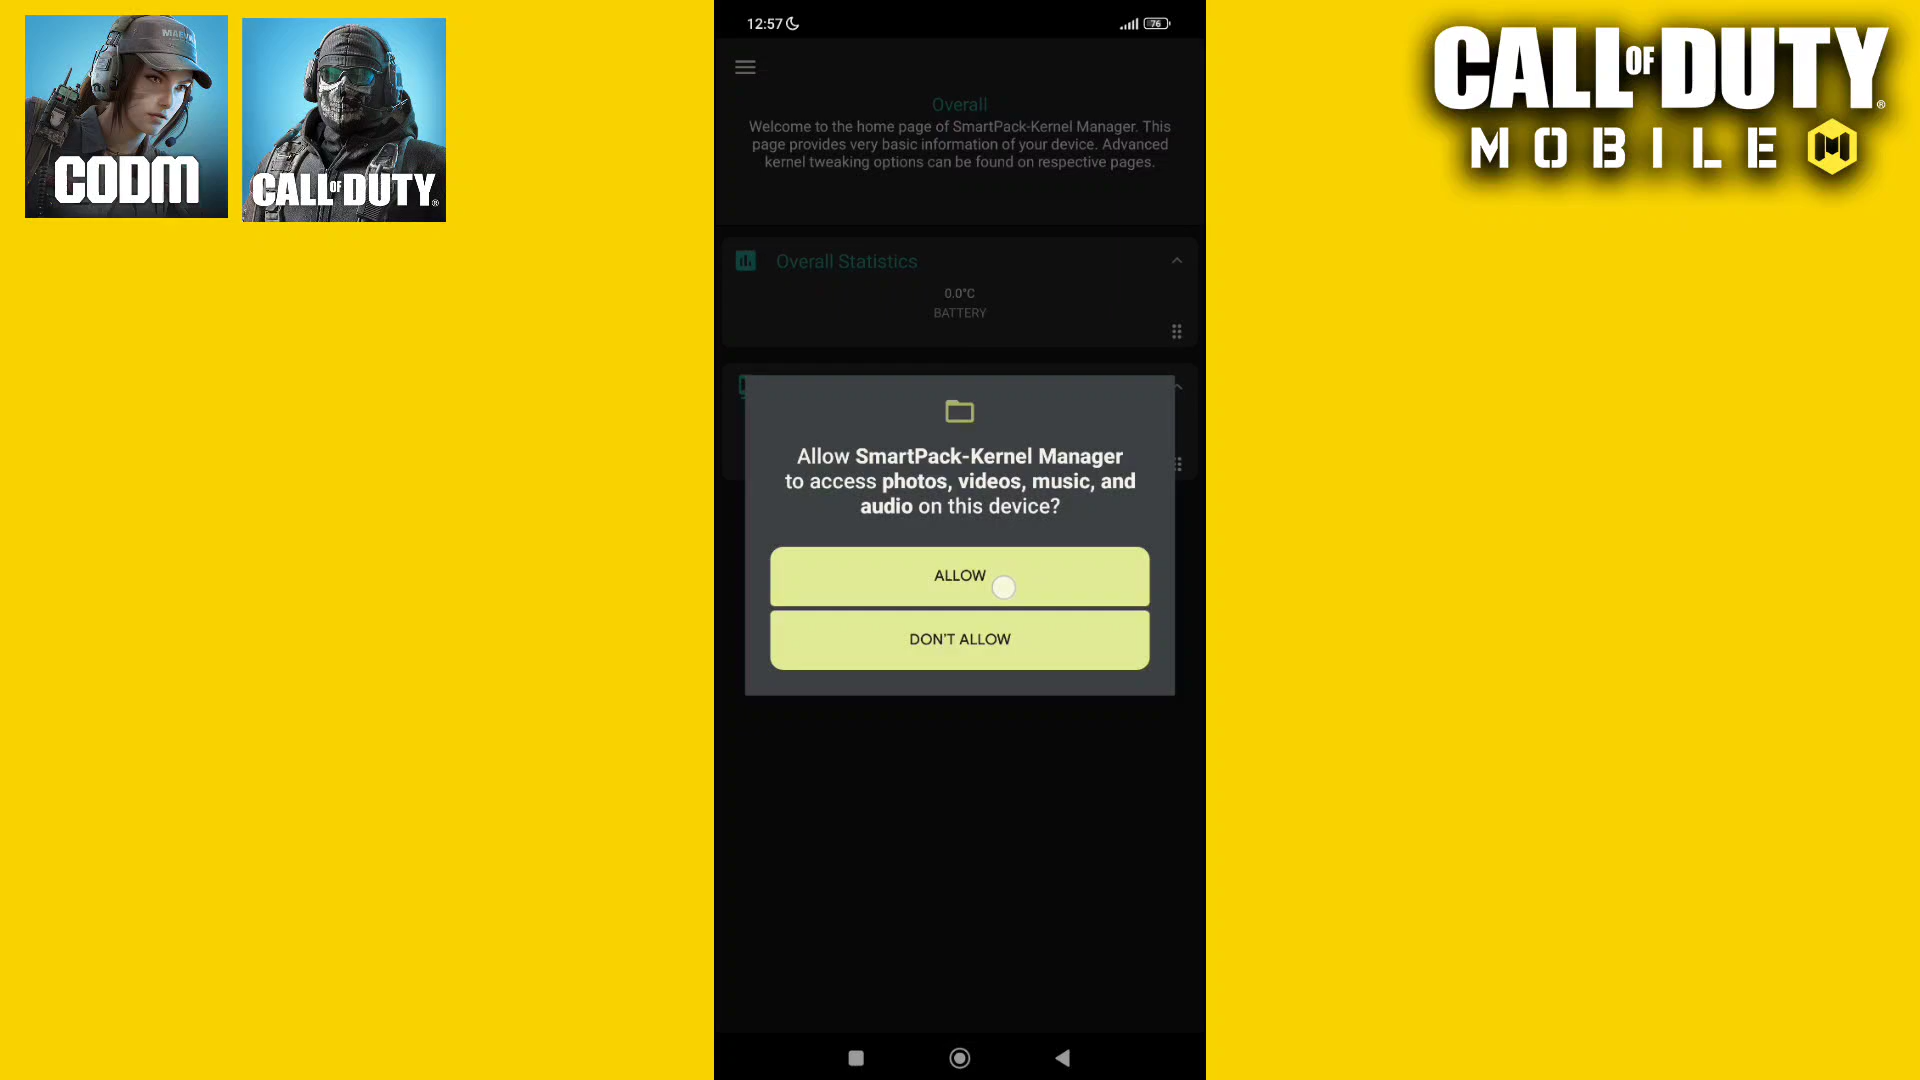 MAEVA
CODM
CALL OF DUTY
CALL OF DUTY
MOBILE
12:57
76
Overall
Welcome to the home page of SmartPack-Kernel Manager. This
page provides very basic information of your device. Advanced
kernel tweaking options can be found on respective pages.
Overall Statistics
0.0°C
BATTERY
Allow SmartPack-Kernel Manager
to access photos, videos, music, and
audio on this device?
ALLOW
DON'T ALLOW